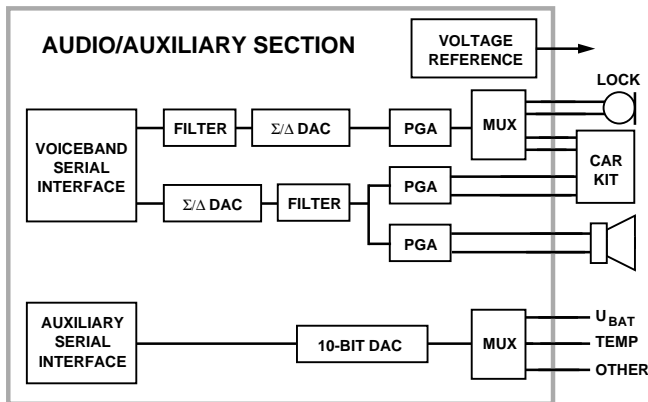 AUDIO/AUXILIARY SECTION
VOLTAGE
REFERENCE
LOCK
VOICEBAND
SERIAL
INTERFACE
FILTER
Σ/Δ DAC
PGA
MUX
CAR
KIT
Σ/Δ DAC
FILTER
PGA
PGA
AUXILIARY
SERIAL
INTERFACE
10-BIT DAC
MUX
UBAT
TEMP
OTHER